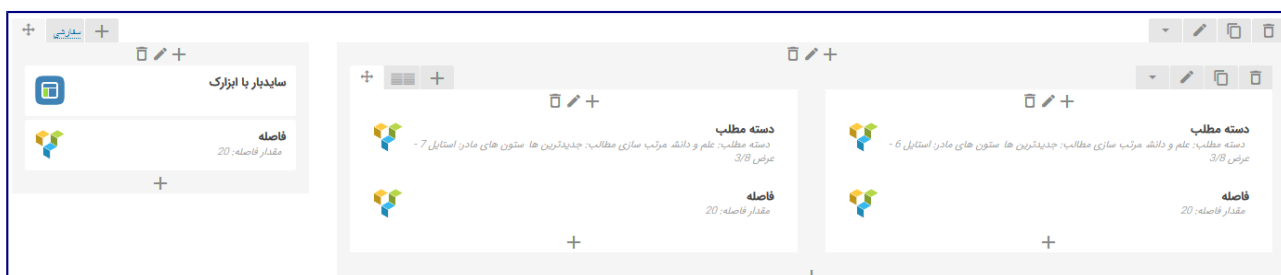 سفارشی
سایدبار با ابزارک
فاصله
مقدار فاصله: 20
دسته مطلب
دسته مطلب: علم و دانش مرتب سازی مطالب: جدیدترین ها ستون های مادر: استایل 7 -
عرض 3/8
فاصله
مقدار فاصله: 20
دسته مطلب
دسته مطلب: علم و دانش مرتب سازی مطالب: جدیدترین ها ستون های مادر: استایل 6 -
عرض 3/8
فاصله
مقدار فاصله: 20